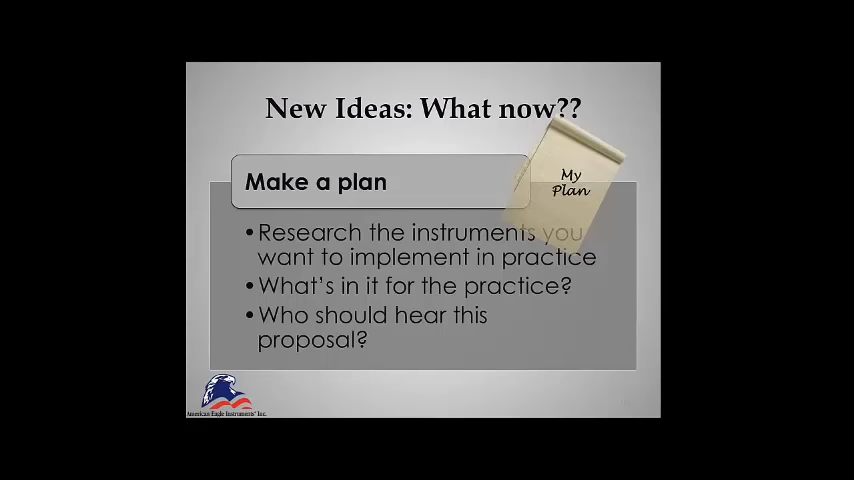 New Ideas: What now??
My
Plan
Make a plan
•Research the instruments you
want to implement in practice
•What's in it for the practice?
•Who should hear this
proposal?
American Eagle Instruments® Inc.